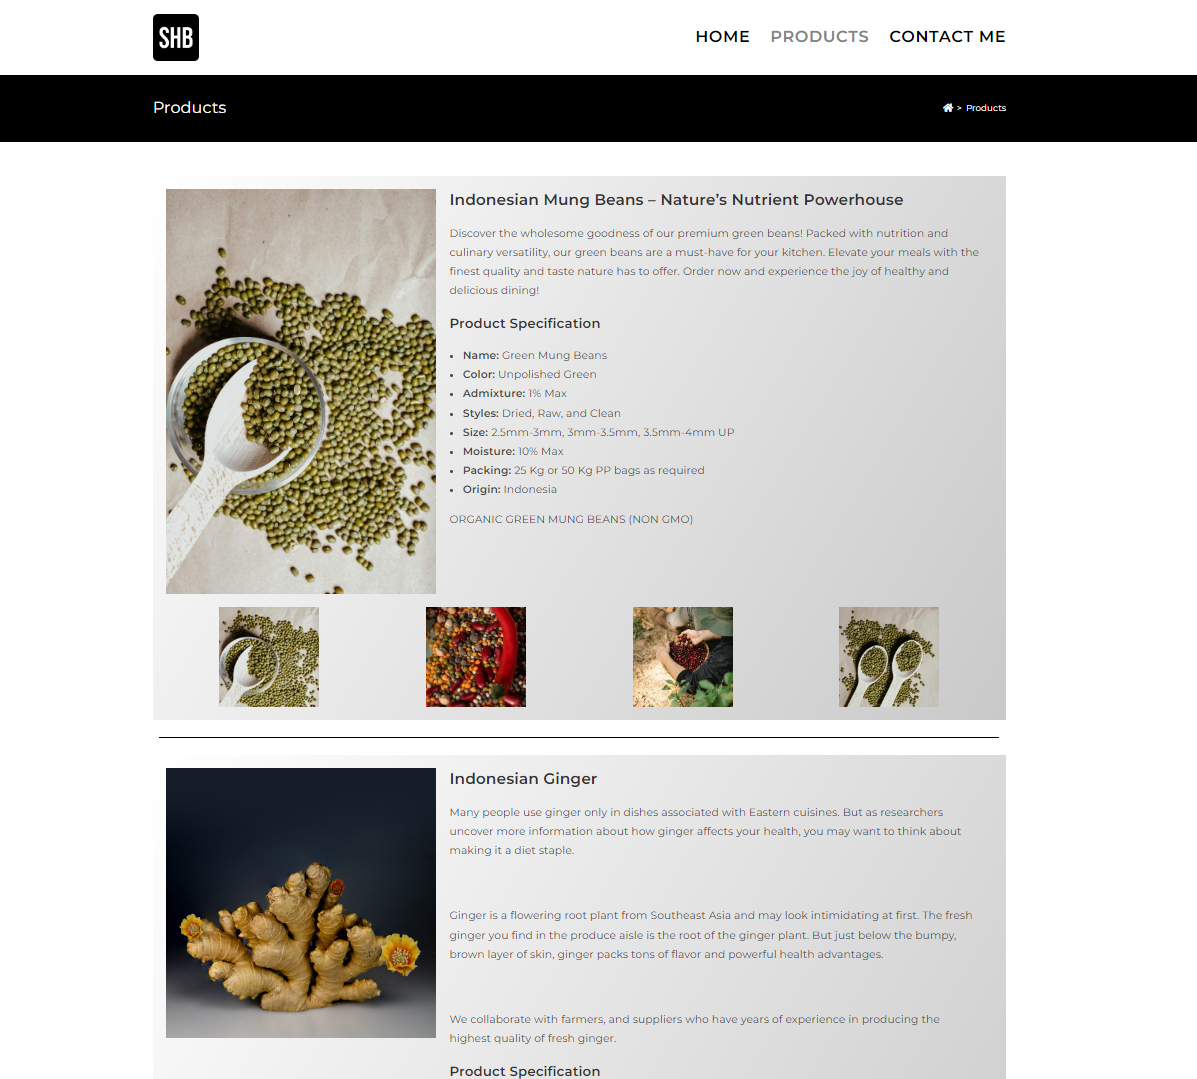 SHB
HOME PRODUCTS CONTACT ME
Products
> Products
Indonesian Mung Beans – Nature’s Nutrient Powerhouse
Discover the wholesome goodness of our premium green beans! Packed with nutrition and
culinary versatility, our green beans are a must-have for your kitchen. Elevate your meals with the
finest quality and taste nature has to offer. Order now and experience the joy of healthy and
delicious dining!
Product Specification
• Name: Green Mung Beans
• Color: Unpolished Green
• Admixture: 1% Max
• Styles: Dried, Raw, and Clean
• Size: 2.5mm-3mm, 3mm-3.5mm, 3.5mm-4mm UP
• Moisture: 10% Max
• Packing: 25 Kg or 50 Kg PP bags as required
• Origin: Indonesia
ORGANIC GREEN MUNG BEANS (NON GMO)
Indonesian Ginger
Many people use ginger only in dishes associated with Eastern cuisines. But as researchers
uncover more information about how ginger affects your health, you may want to think about
making it a diet staple.
Ginger is a flowering root plant from Southeast Asia and may look intimidating at first. The fresh
ginger you find in the produce aisle is the root of the ginger plant. But just below the bumpy,
brown layer of skin, ginger packs tons of flavor and powerful health advantages.
We collaborate with farmers, and suppliers who have years of experience in producing the
highest quality of fresh ginger.
Product Specification